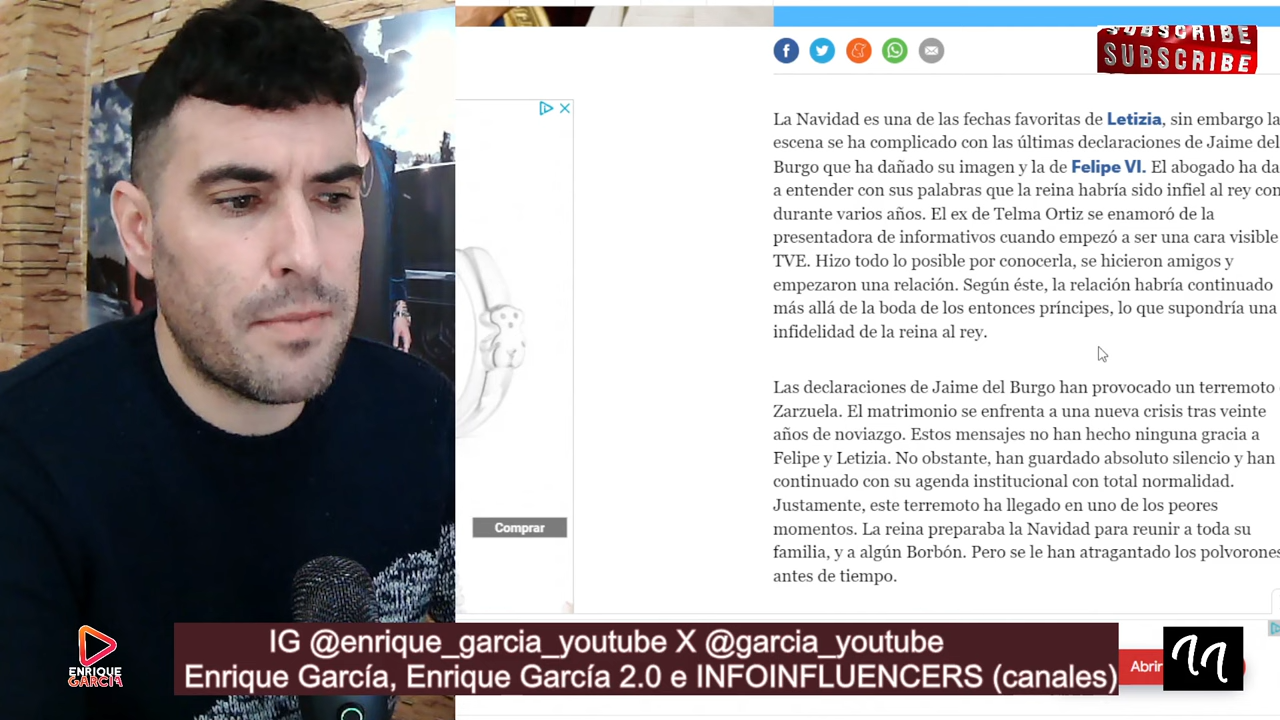 SUBSCRIBE
SUBSCRIBE
La Navidad es una de las fechas favoritas de Letizia, sin embargo la
escena se ha complicado con las últimas declaraciones de Jaime del
Burgo que ha dañado su imagen y la de Felipe VI. El abogado ha da
a entender con sus palabras que la reina habría sido infiel al rey con
durante varios años. El ex de Telma Ortiz se enamoró de la
presentadora de informativos cuando empezó a ser una cara visible
TVE. Hizo todo lo posible por conocerla, se hicieron amigos y
empezaron una relación. Según éste, la relación habría continuado
más allá de la boda de los entonces príncipes, lo que supondría una
infidelidad de la reina al rey.
Las declaraciones de Jaime del Burgo han provocado un terremoto
Zarzuela. El matrimonio se enfrenta a una nueva crisis tras veinte
años de noviazgo. Estos mensajes no han hecho ninguna gracia a
Felipe y Letizia. No obstante, han guardado absoluto silencio y han
continuado con su agenda institucional con total normalidad.
Justamente, este terremoto ha llegado en uno de los peores
momentos. La reina preparaba la Navidad para reunir a toda su
familia, y a algún Borbón. Pero se le han atragantado los polvorones
antes de tiempo.
Comprar
Abrir
IG @enrique_garcia_youtube X @garcia_youtube
Enrique García, Enrique García 2.0 e INFOINFLUENCERS (canales)
ENRIQUE
GARCÍA